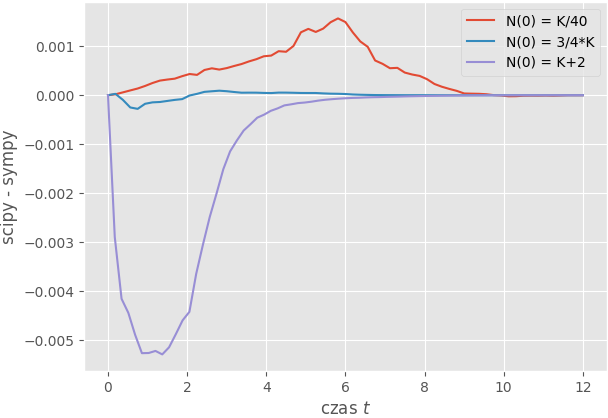 N(0) = K/40
N(0) = 3/4*K
N(0) = K+2
0.001
0.000
−0.001
−0.002
−0.003
−0.004
−0.005
scipy - sympy
0 2 4 6 8 10 12
czas t